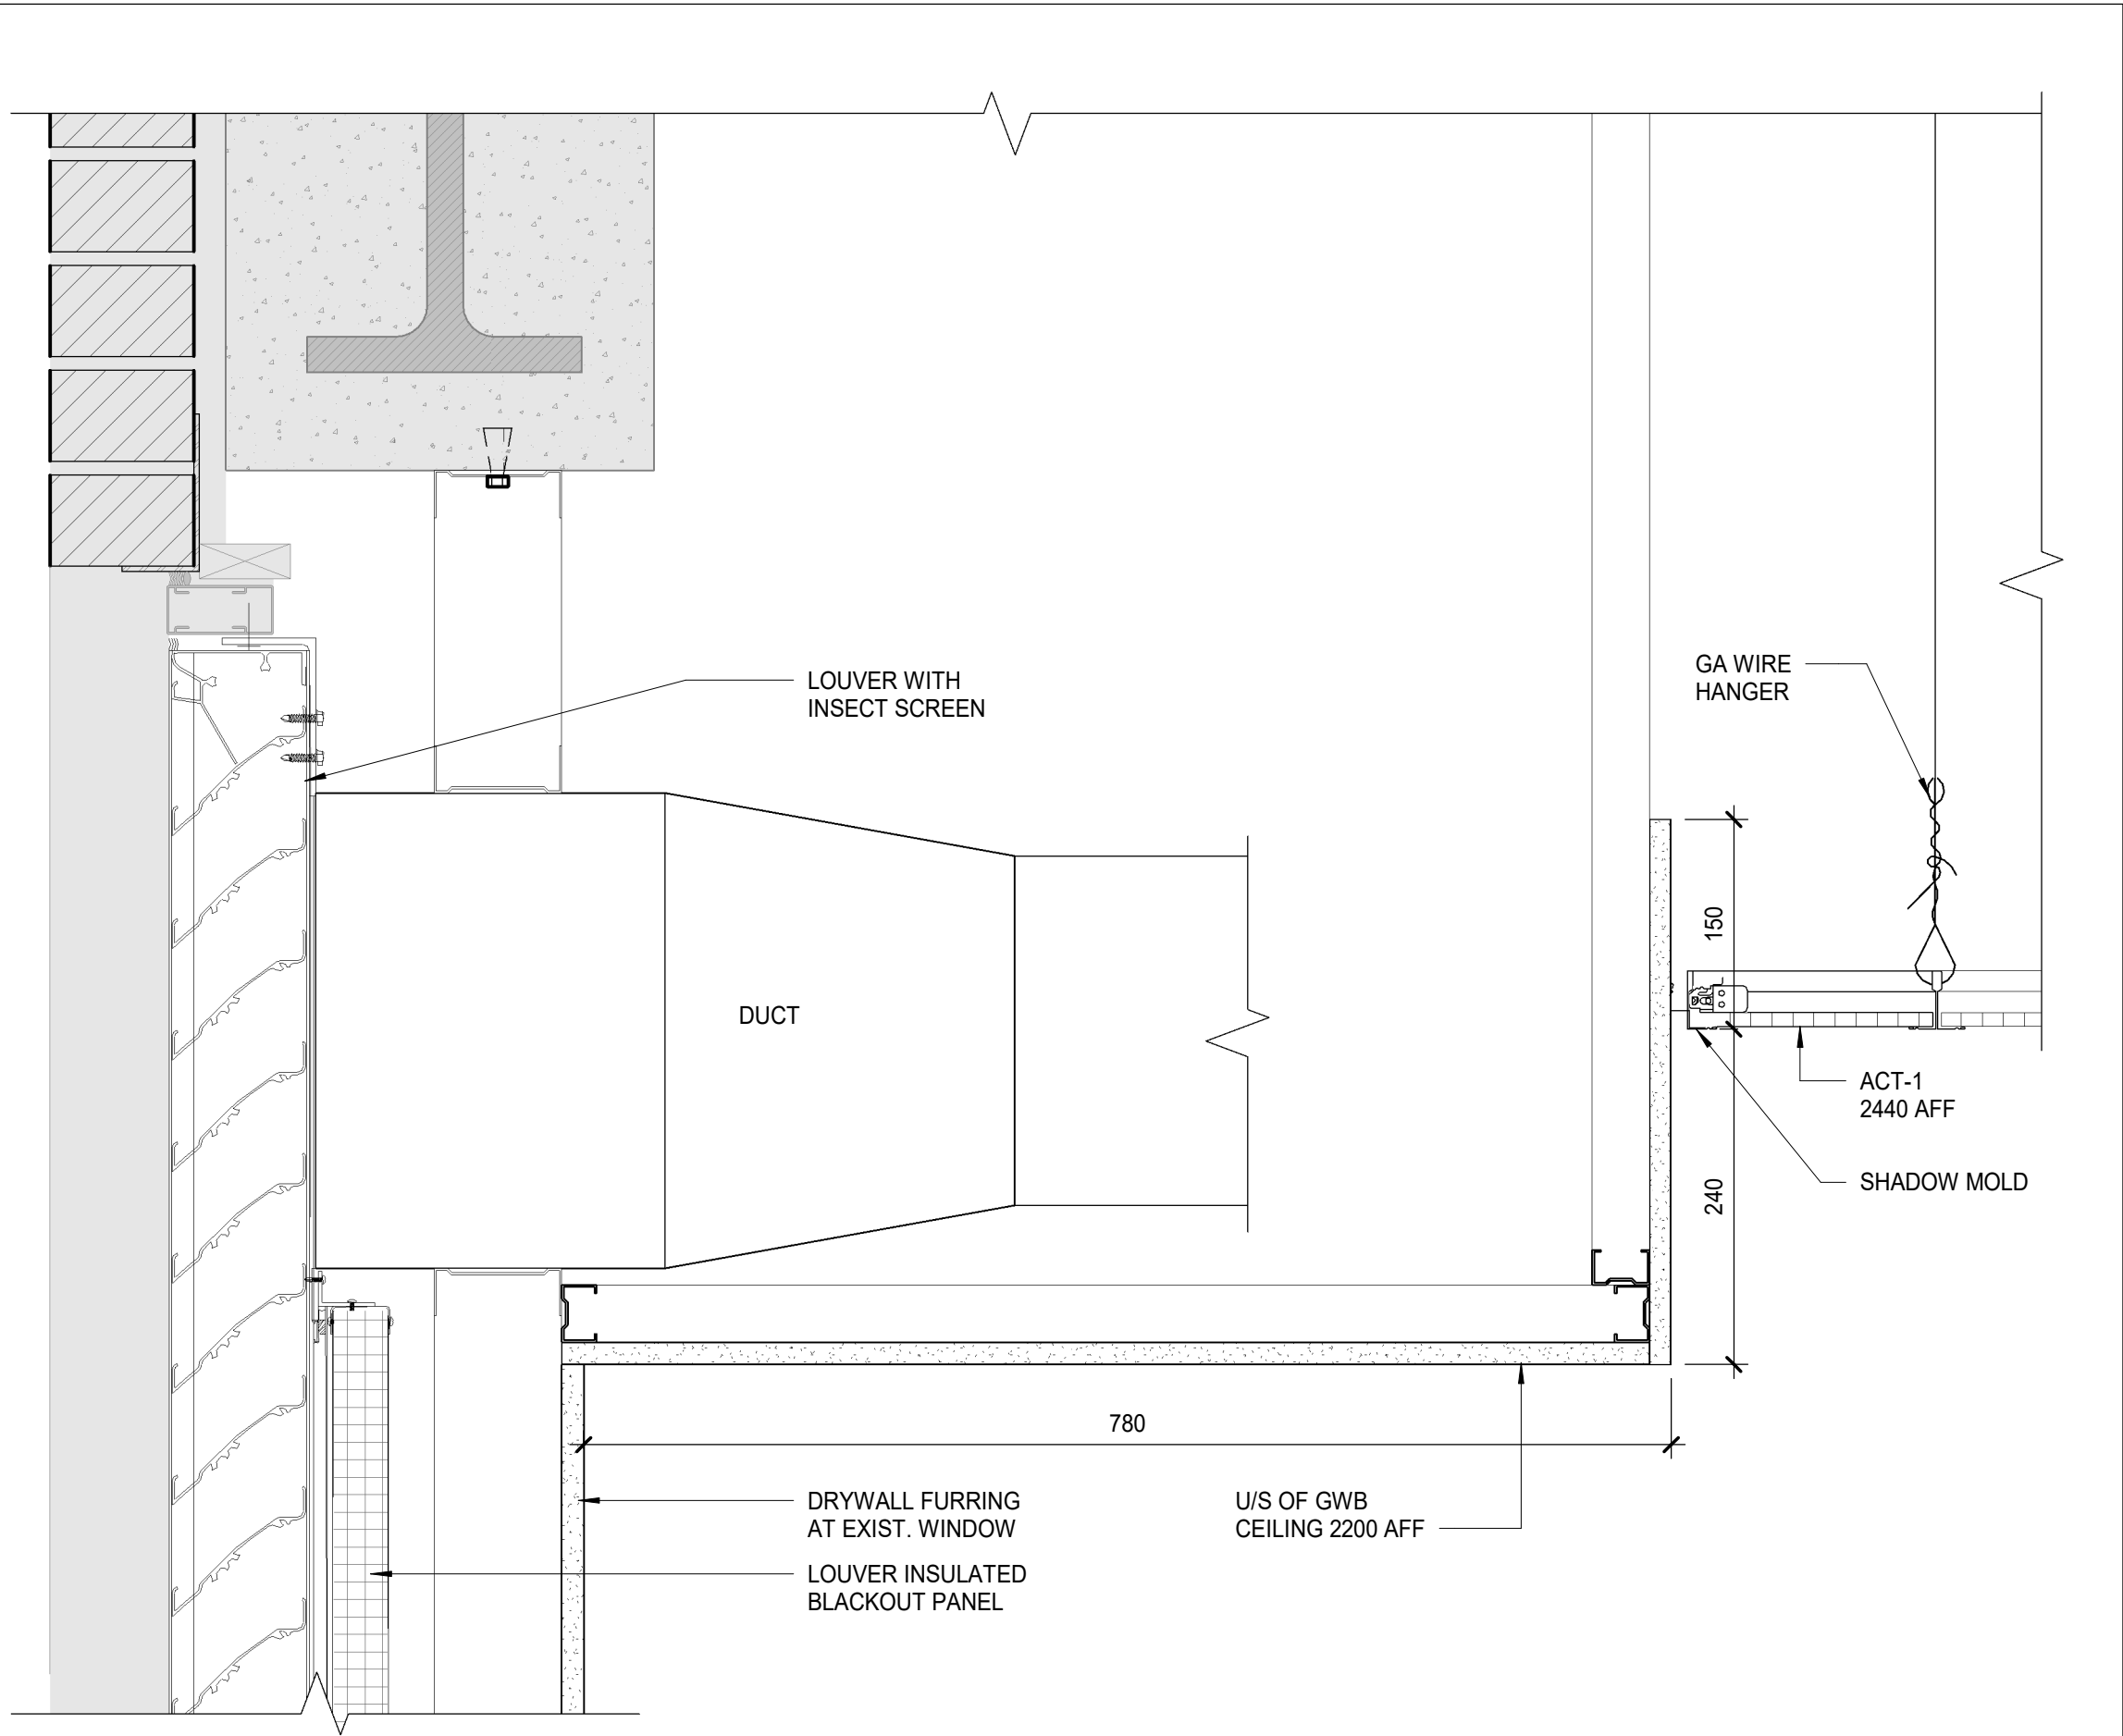 LOUVER WITH
INSECT SCREEN
GA WIRE
HANGER
150
DUCT
ACT-1
2440 AFF
SHADOW MOLD
240
780
DRYWALL FURRING
AT EXIST. WINDOW
U/S OF GWB
CEILING 2200 AFF
LOUVER INSULATED
BLACKOUT PANEL